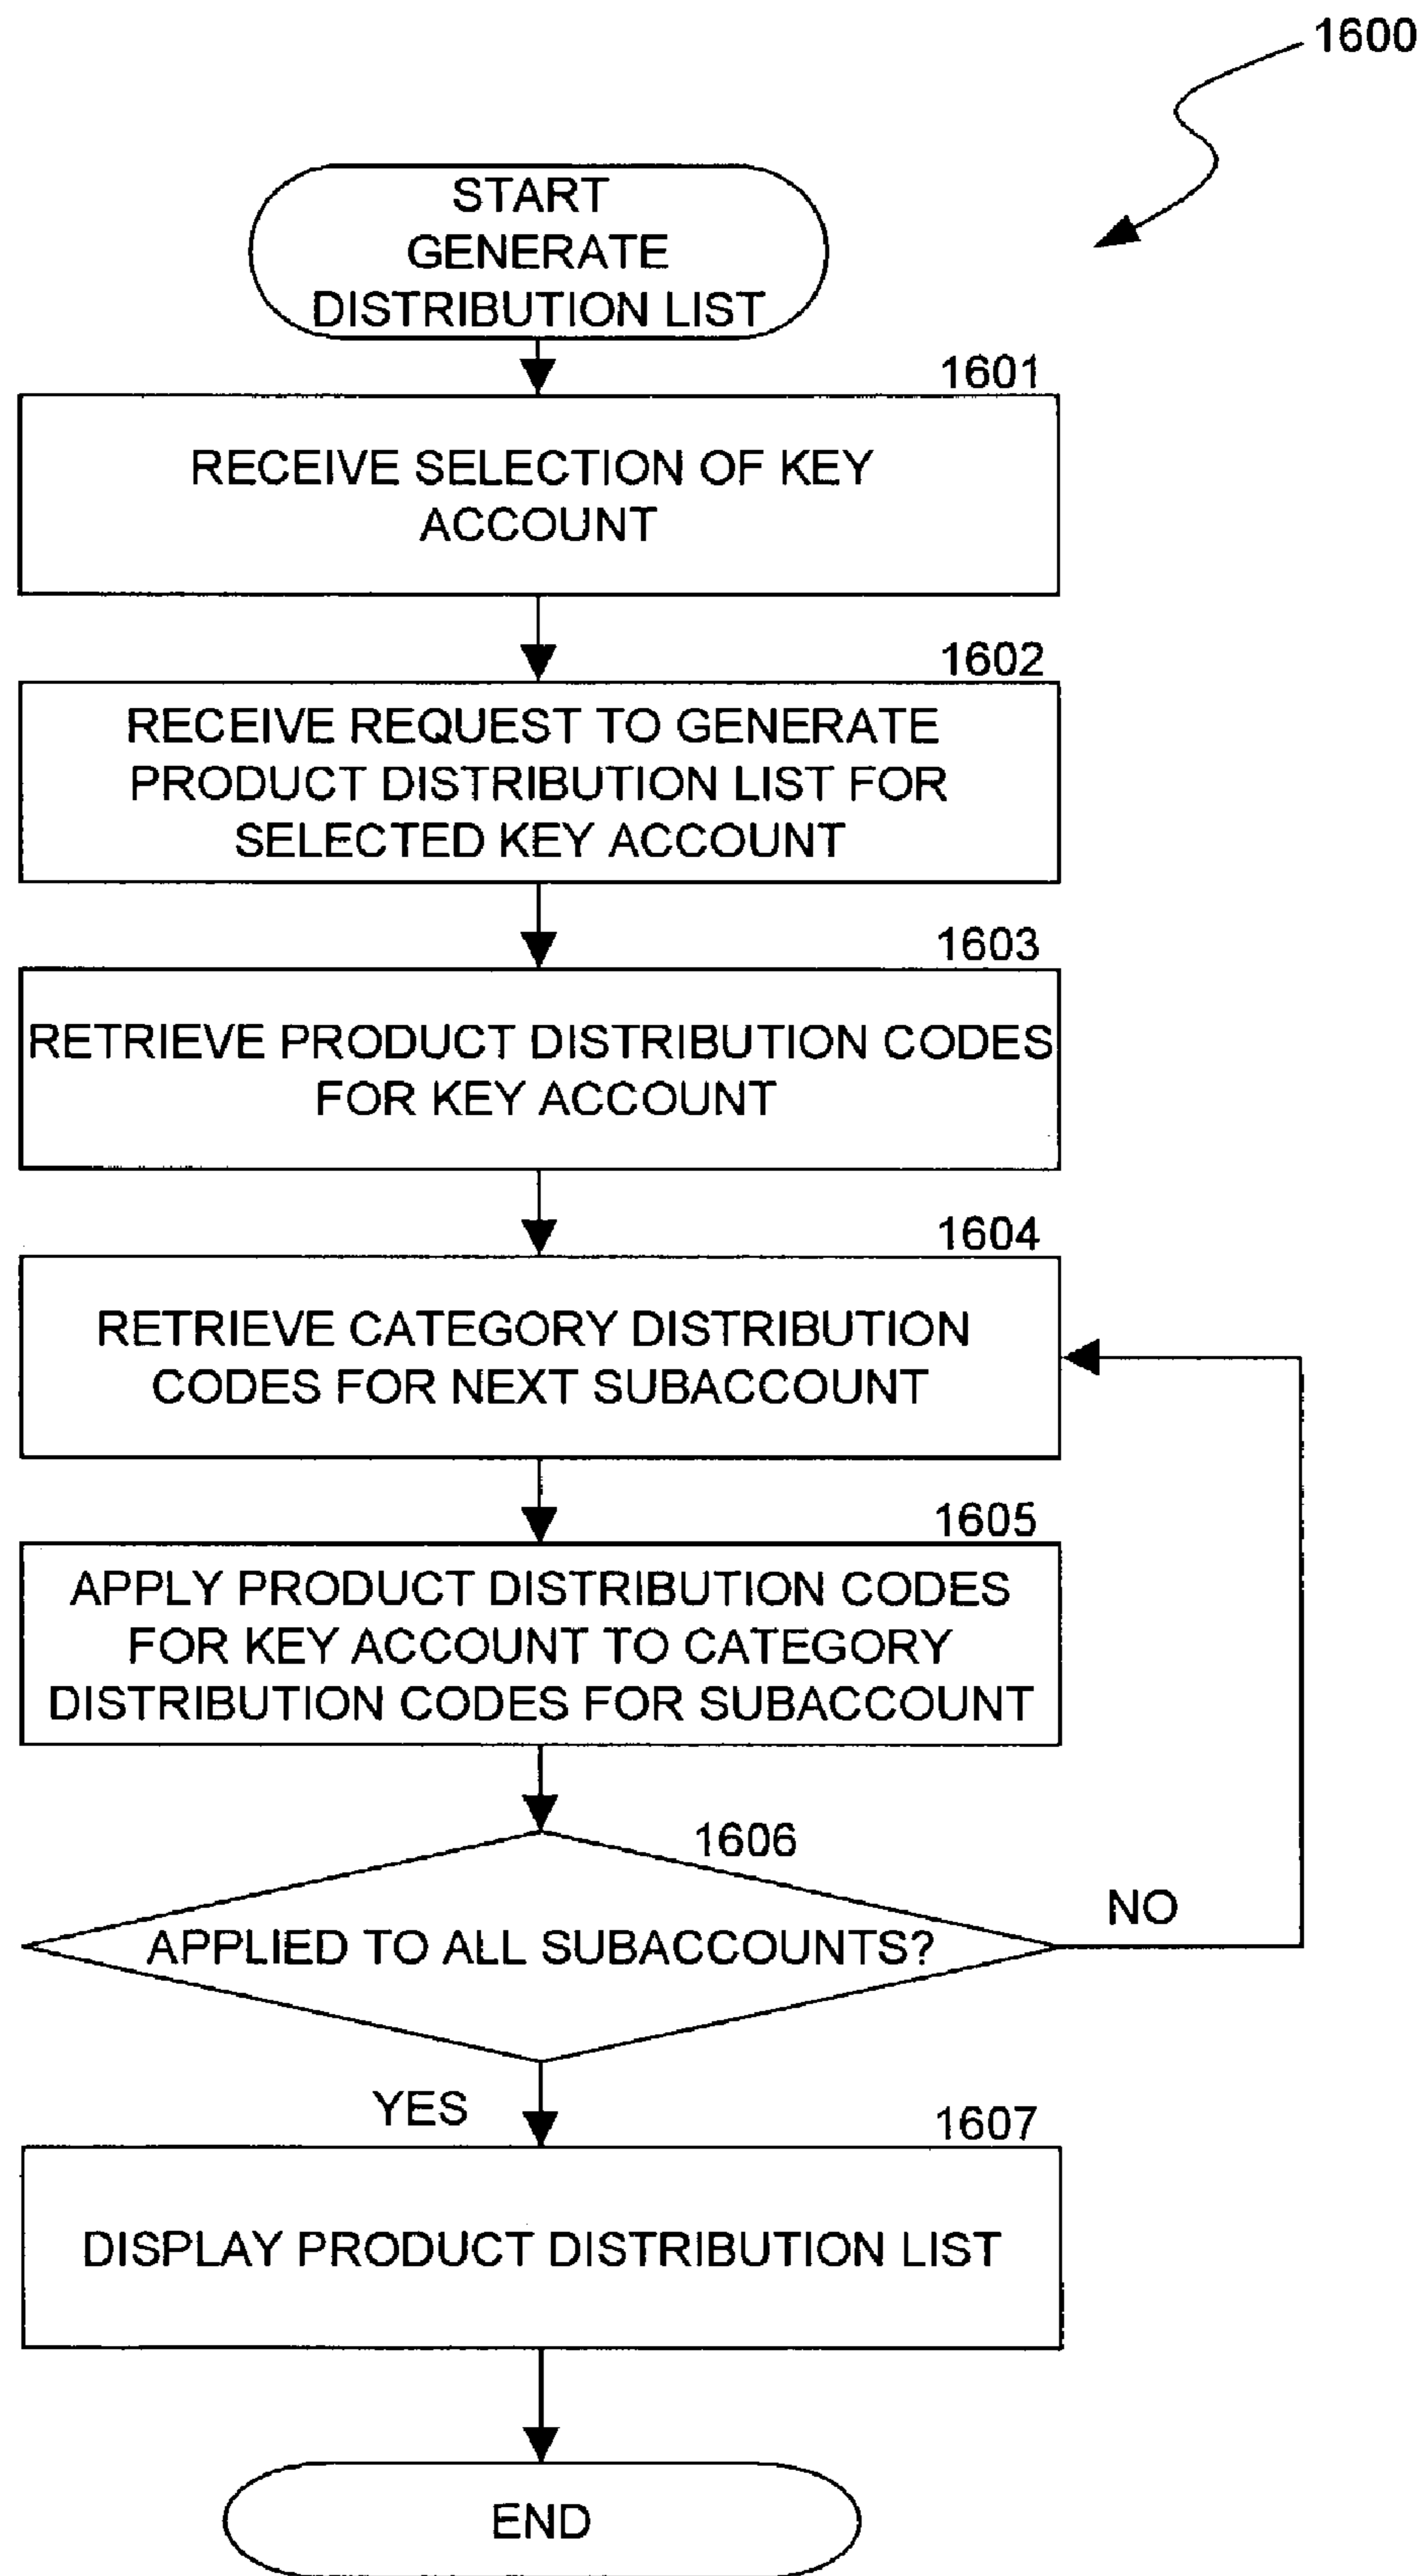 1600
START
GENERATE
DISTRIBUTION LIST
1601
RECEIVE SELECTION OF KEY
ACCOUNT
1602
RECEIVE REQUEST TO GENERATE
PRODUCT DISTRIBUTION LIST FOR
SELECTED KEY ACCOUNT
1603
RETRIEVE PRODUCT DISTRIBUTION CODES
FOR KEY ACCOUNT
1604
RETRIEVE CATEGORY DISTRIBUTION
CODES FOR NEXT SUBACCOUNT
1605
APPLY PRODUCT DISTRIBUTION CODES
FOR KEY ACCOUNT TO CATEGORY
DISTRIBUTION CODES FOR SUBACCOUNT
1606
NO
APPLIED TO ALL SUBACCOUNTS?
YES
1607
DISPLAY PRODUCT DISTRIBUTION LIST
END